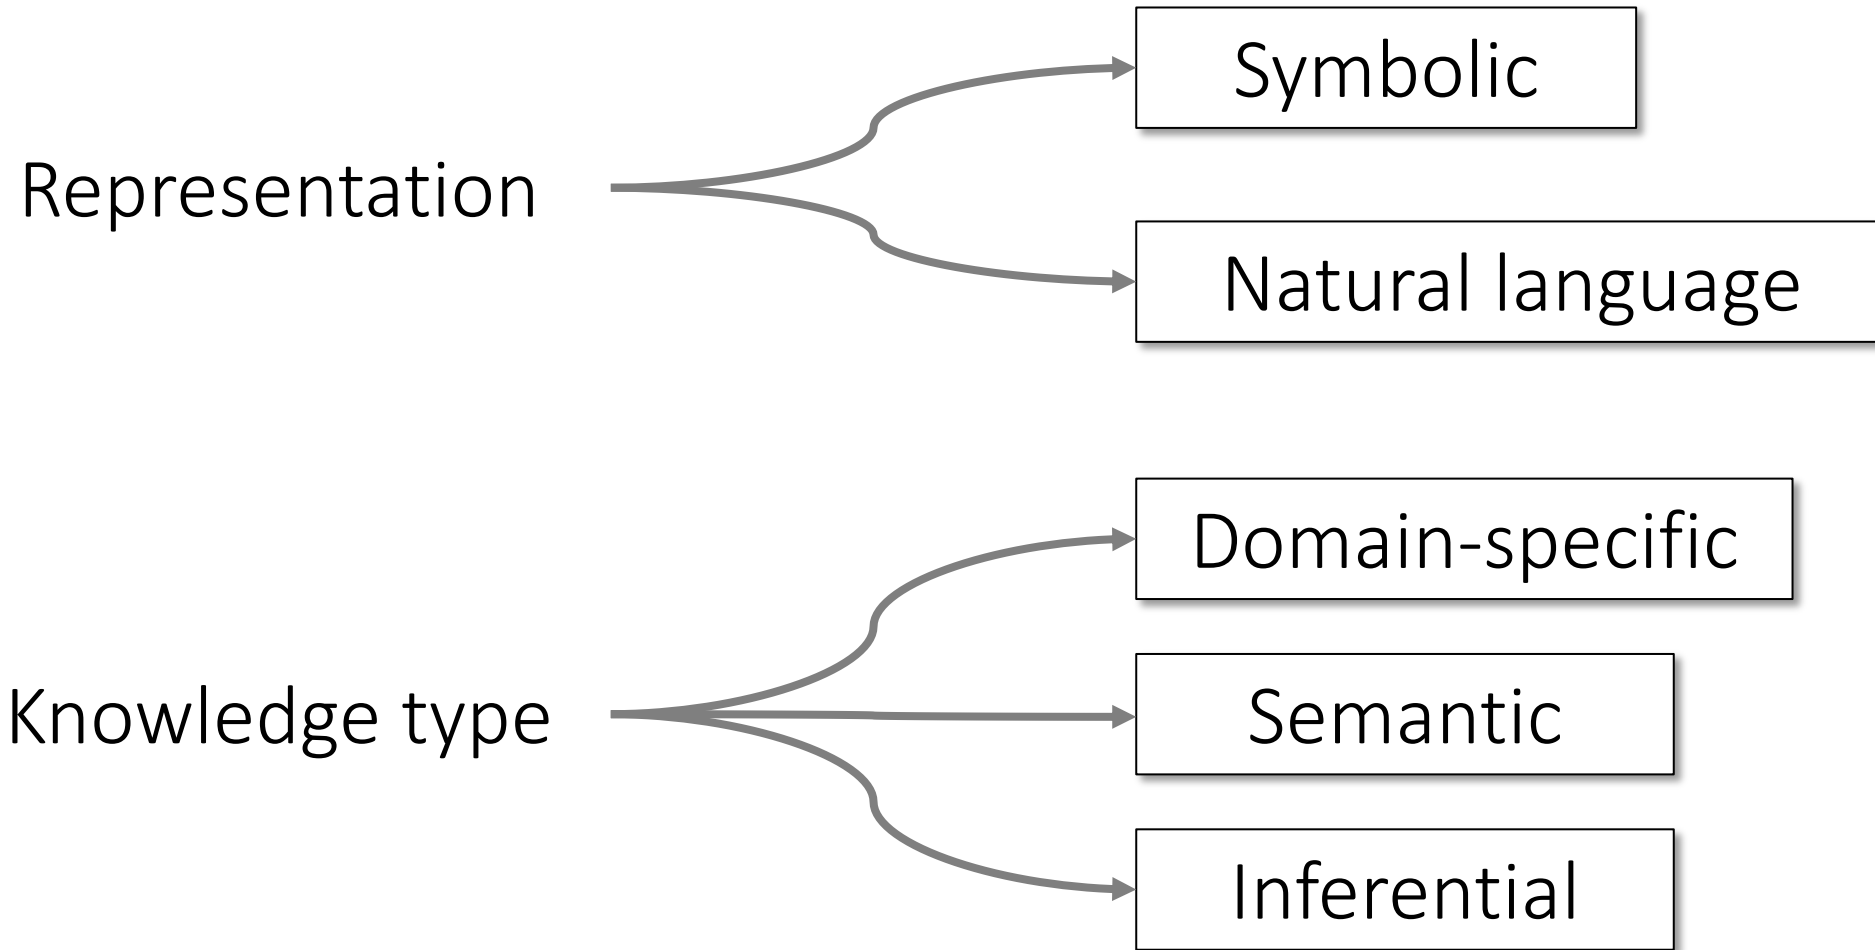 Representation
Symbolic
Natural language
Knowledge type
Domain-specific
Semantic
Inferential